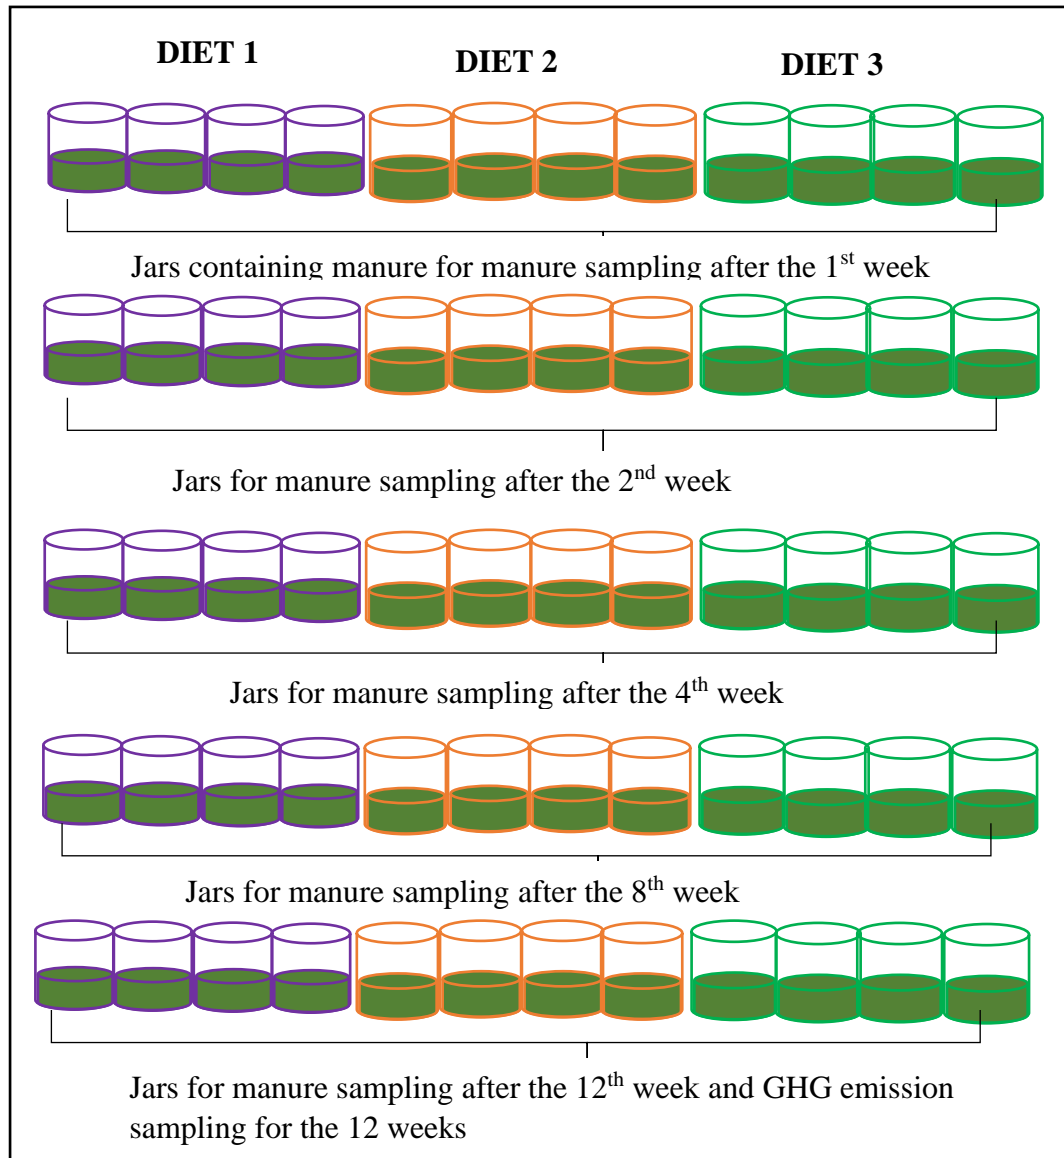 DIET 1 DIET 2 DIET 3
Jars containing manure for manure sampling after the 1st week
Jars for manure sampling after the 2nd week
Jars for manure sampling after the 4th week
Jars for manure sampling after the 8th week
Jars for manure sampling after the 12th week and GHG emission
sampling for the 12 weeks